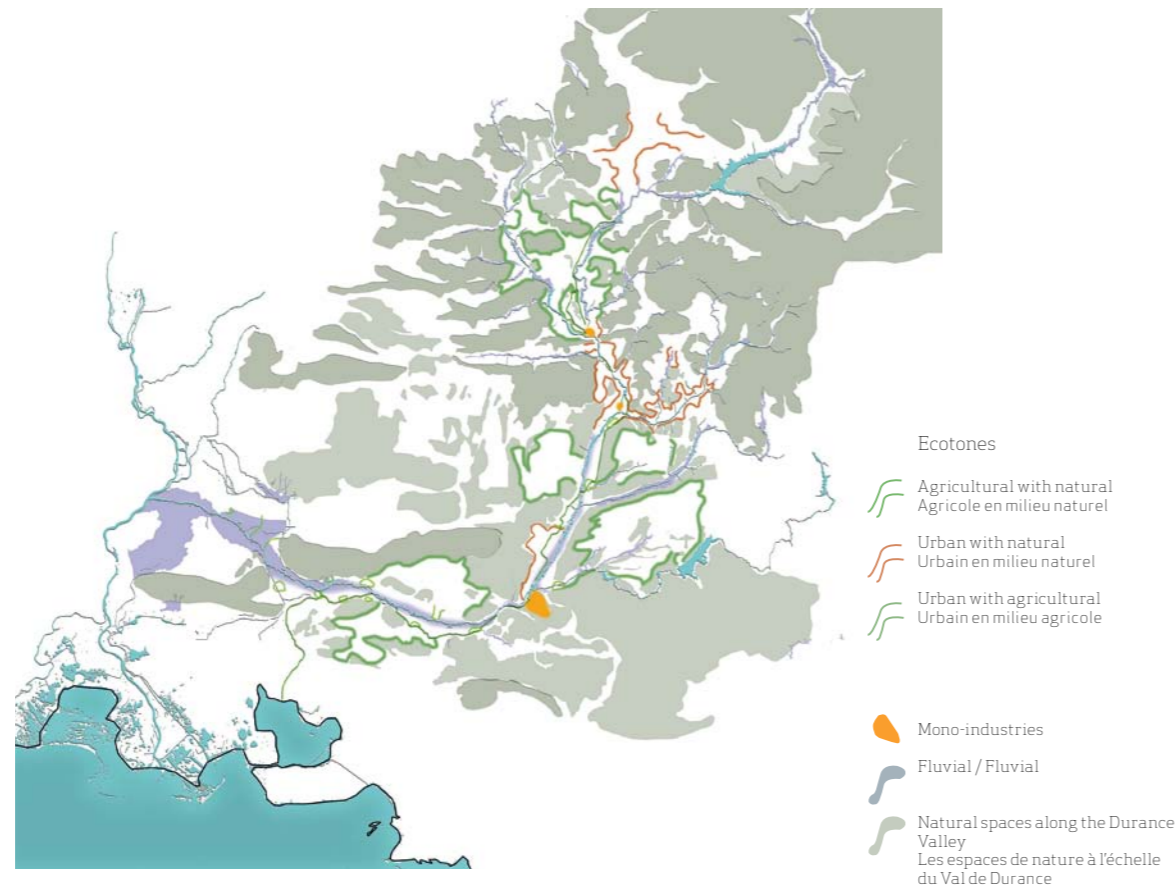 Ecotones
Agricultural with natural
Agricole en milieu naturel
Urban with natural
Urbain en milieu naturel
Urban with agricultural
Urbain en milieu agricole
Mono-industries
Fluvial / Fluvial
Natural spaces along the Durance
Valley
Les espaces de nature à l'échelle
du Val de Durance